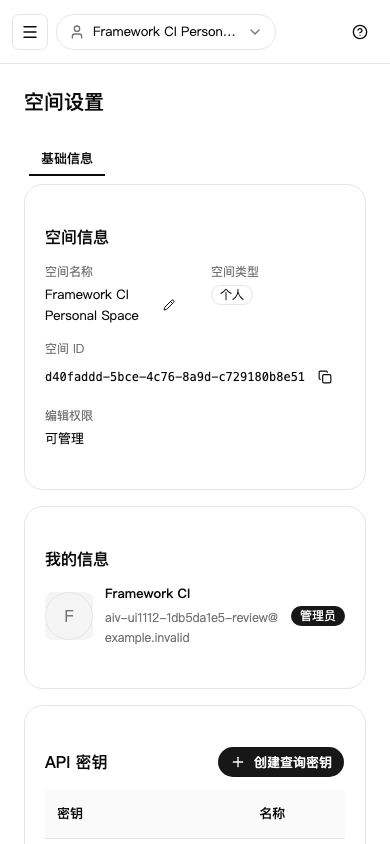 Framework CI Person...
空间设置
基础信息
空间信息
空间名称
空间类型
Framework CI
Personal Space
个人
空间 ID
d40faddd-5bce-4c76-8a9d-c729180b8e51
编辑权限
可管理
我的信息
F
Framework CI
aiv-ui1112-1db5da1e5-review@
example.invalid
管理员
API 密钥
创建查询密钥
密钥
名称